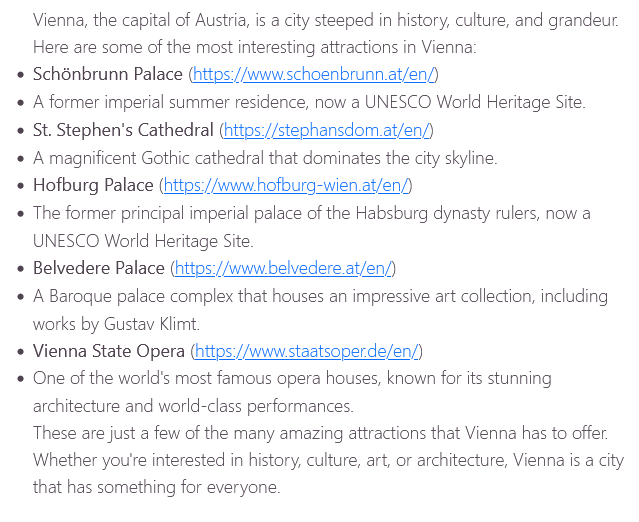 Vienna, the capital of Austria, is a city steeped in history, culture, and grandeur.
Here are some of the most interesting attractions in Vienna:
• Schönbrunn Palace (https://www.schoenbrunn.at/en/)
• A former imperial summer residence, now a UNESCO World Heritage Site.
• St. Stephen's Cathedral (https://stephansdom.at/en/)
• A magnificent Gothic cathedral that dominates the city skyline.
• Hofburg Palace (https://www.hofburg-wien.at/en/)
• The former principal imperial palace of the Habsburg dynasty rulers, now a
UNESCO World Heritage Site.
• Belvedere Palace (https://www.belvedere.at/en/)
• A Baroque palace complex that houses an impressive art collection, including
works by Gustav Klimt.
• Vienna State Opera (https://www.staatsoper.de/en/)
• One of the world's most famous opera houses, known for its stunning
architecture and world-class performances.
These are just a few of the many amazing attractions that Vienna has to offer.
Whether you're interested in history, culture, art, or architecture, Vienna is a city
that has something for everyone.